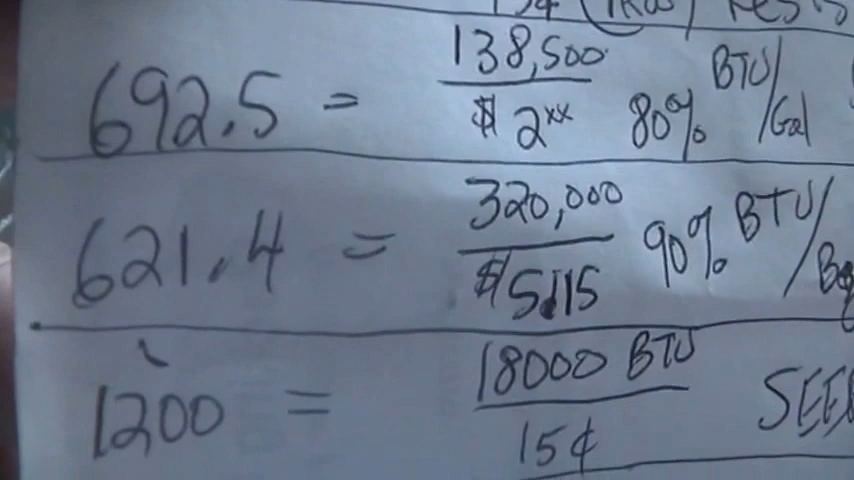 692.5 = 138,500 / $2xx 80% BTU/Gal
621.4 = 320,000 / $5.15 90% BTU/
1200 = 18000 BTU / 15¢